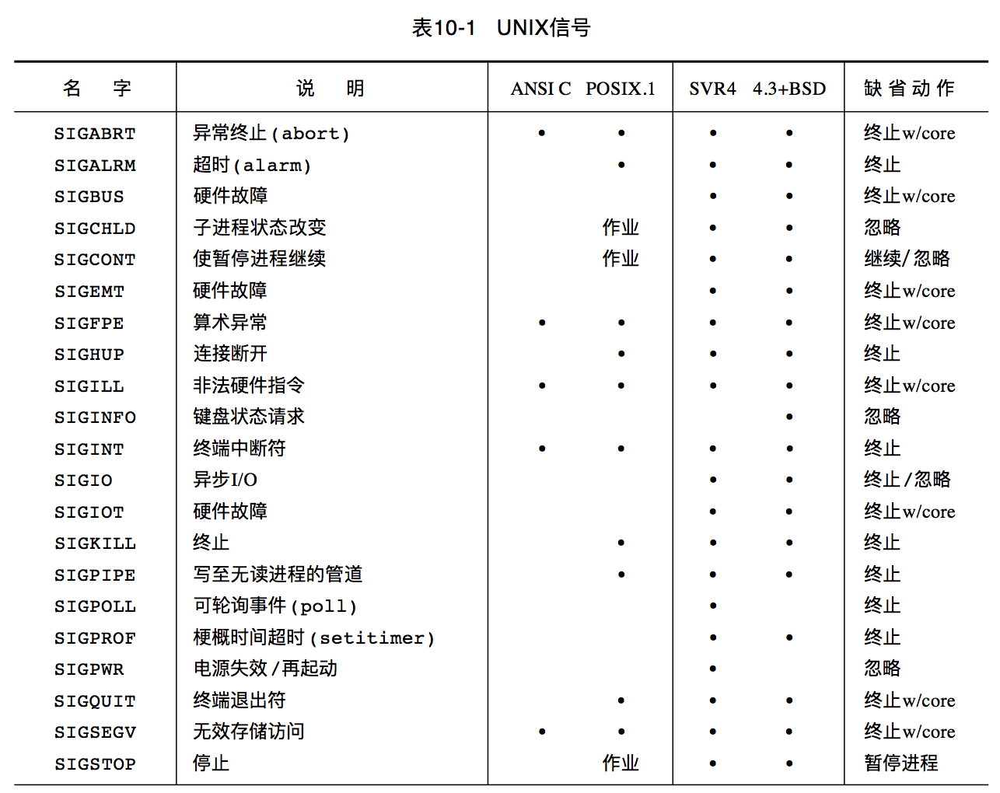 表10-1 UNIX信号
名 字 说 明 ANSI C POSIX.1 SVR4 4.3+BSD 缺省动作
SIGABRT 异常终止(abort) • • • • 终止w/core
SIGALRM 超时(alarm) • • • 终止
SIGBUS 硬件故障 • • 终止w/core
SIGCHLD 子进程状态改变 作业 • • 忽略
SIGCONT 使暂停进程继续 作业 • • 继续/忽略
SIGEMT 硬件故障 • • 终止w/core
SIGFPE 算术异常 • • • • 终止w/core
SIGHUP 连接断开 • • • 终止
SIGILL 非法硬件指令 • • • • 终止w/core
SIGINFO 键盘状态请求 • 忽略
SIGINT 终端中断符 • • • • 终止
SIGIO 异步I/O • • 终止/忽略
SIGIOT 硬件故障 • • 终止w/core
SIGKILL 终止 • • • 终止
SIGPIPE 写至无读进程的管道 • • • 终止
SIGPOLL 可轮询事件(poll) • 终止
SIGPROF 梗概时间超时(setitimer) • • 终止
SIGPWR 电源失效/再起动 • 忽略
SIGQUIT 终端退出符 • • • 终止w/core
SIGSEGV 无效存储访问 • • • • 终止w/core
SIGSTOP 停止 作业 • • 暂停进程